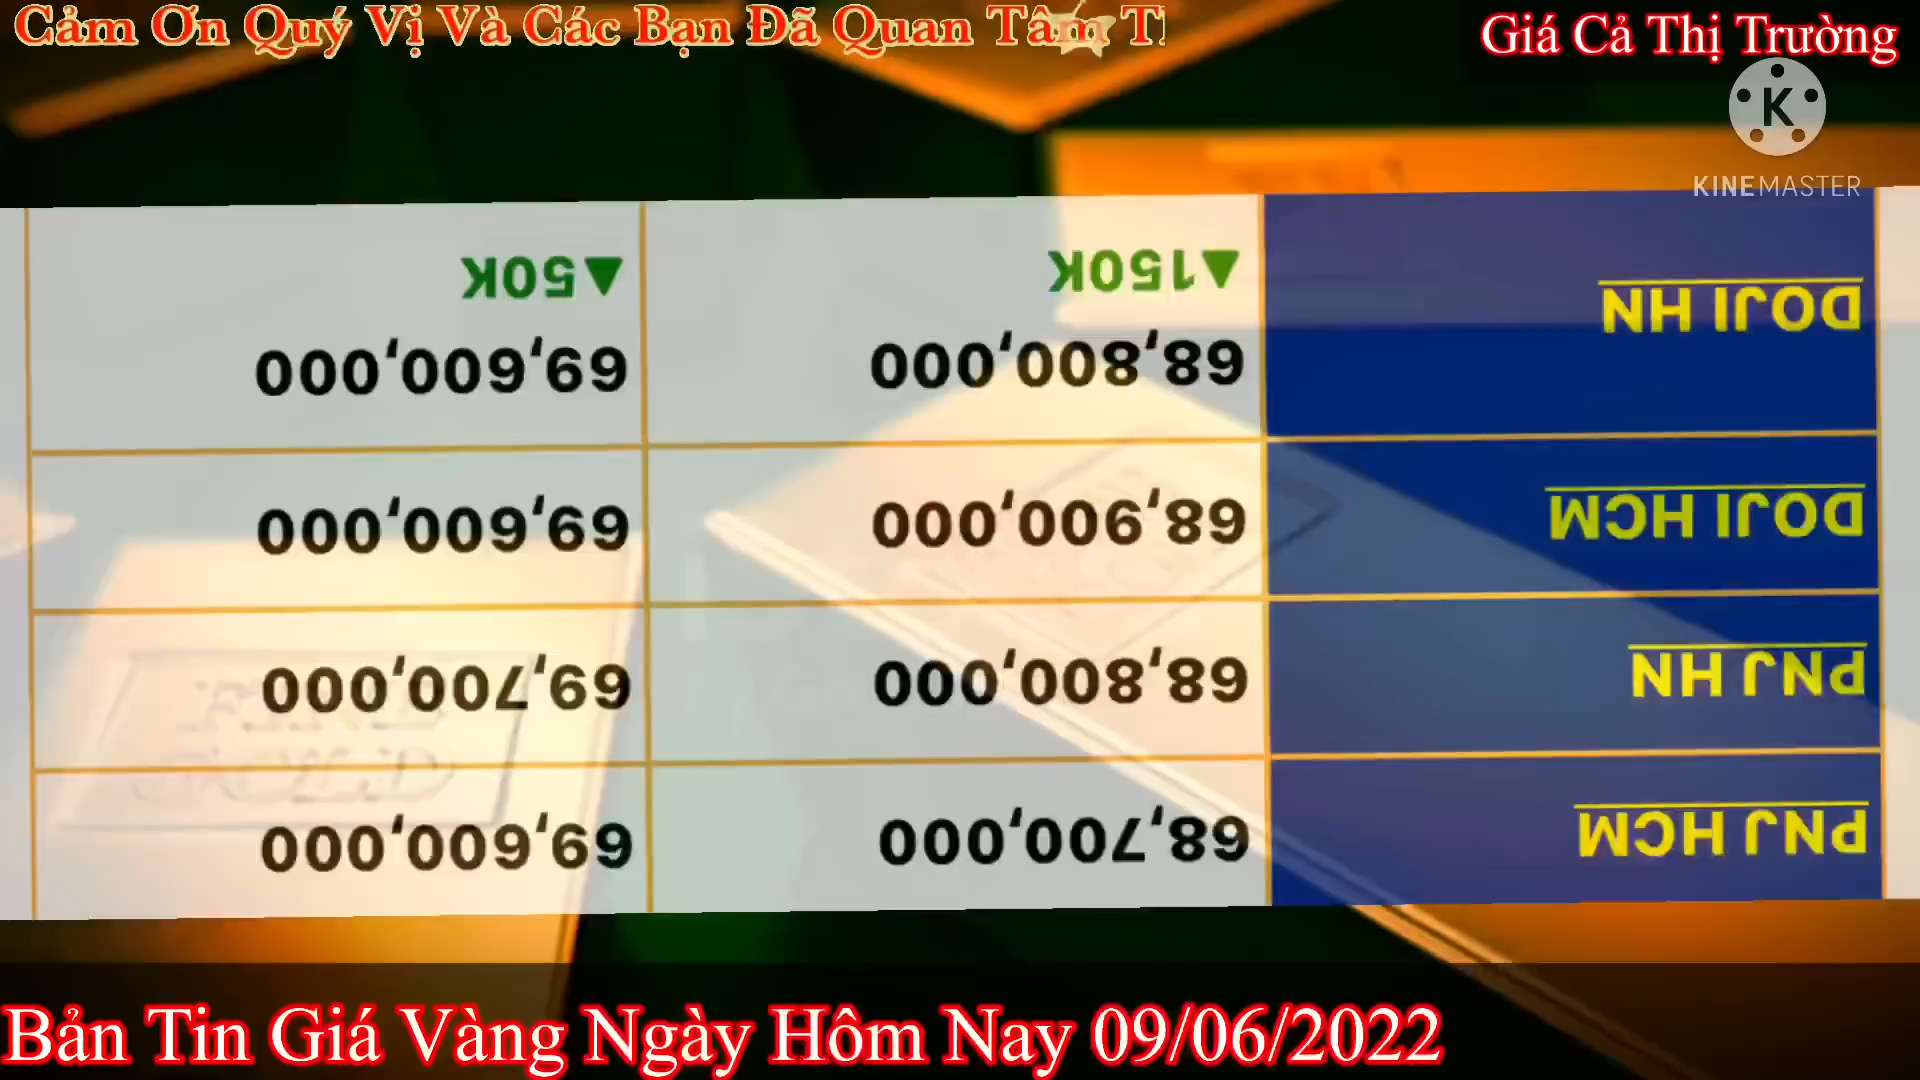 Cảm Ơn Quý Vị Và Các Bạn Đã Quan Tâm
Giá Cả Thị Trường
K
KINEMASTER
PNJ HCM 68,700,000 69,600,000
PNJ HN 68,800,000 69,700,000
DOJI HCM 68,900,000 69,600,000
DOJI HN 68,800,000 69,600,000
▲150K ▲50K
Bản Tin Giá Vàng Ngày Hôm Nay 09/06/2022